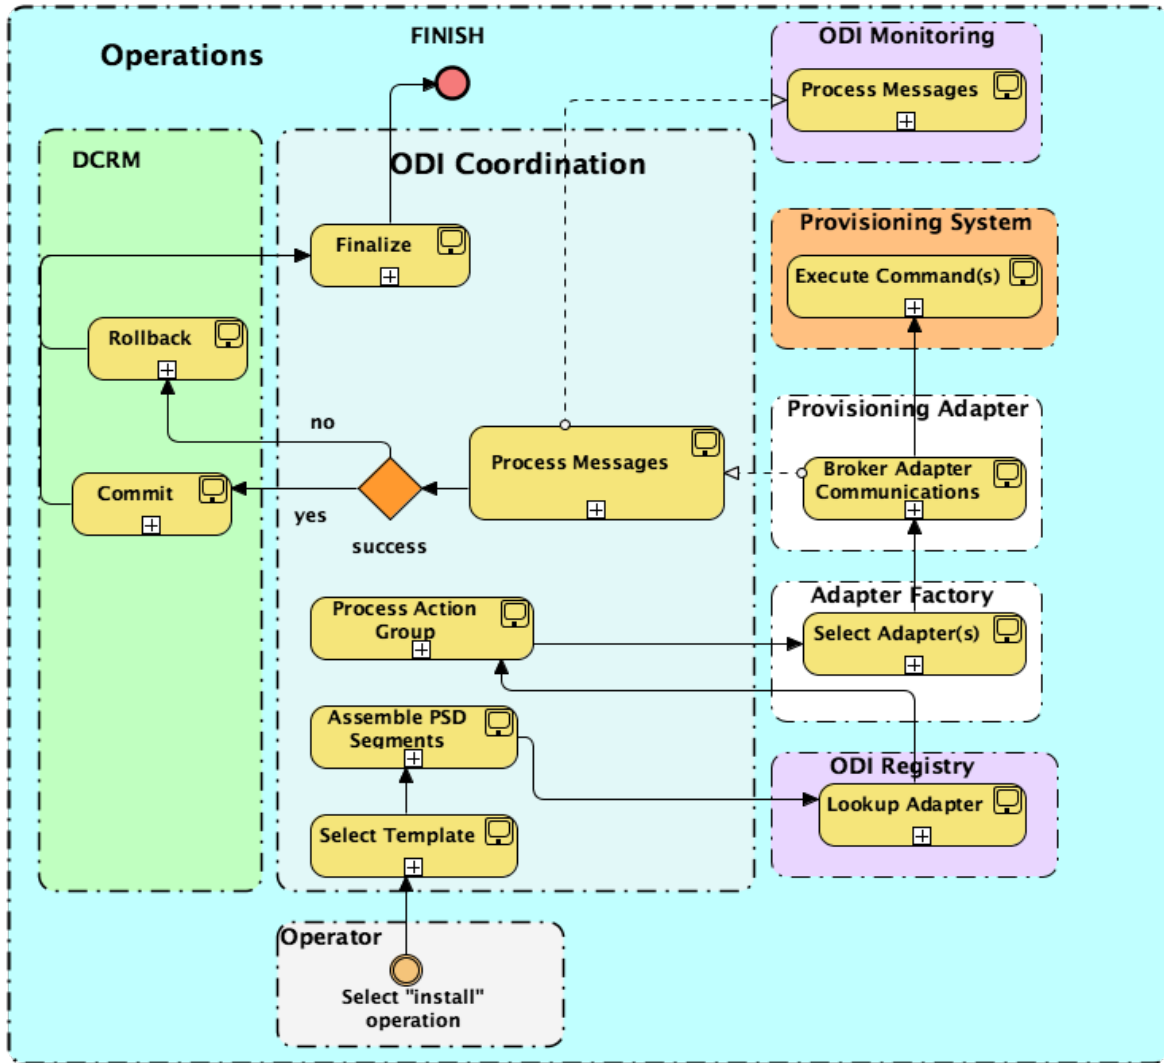 FINISH
ODI Monitoring
Operations
Process Messages
DCRM
ODI Coordination
Provisioning System
Finalize
Execute Command(s)
Rollback
Provisioning Adapter
no
Process Messages
Broker Adapter
Communications
Commit
yes
success
Adapter Factory
Process Action
Group
Select Adapter(s)
Assemble PSD
Segments
ODI Registry
Lookup Adapter
Select Template
Operator
Select "install"
operation